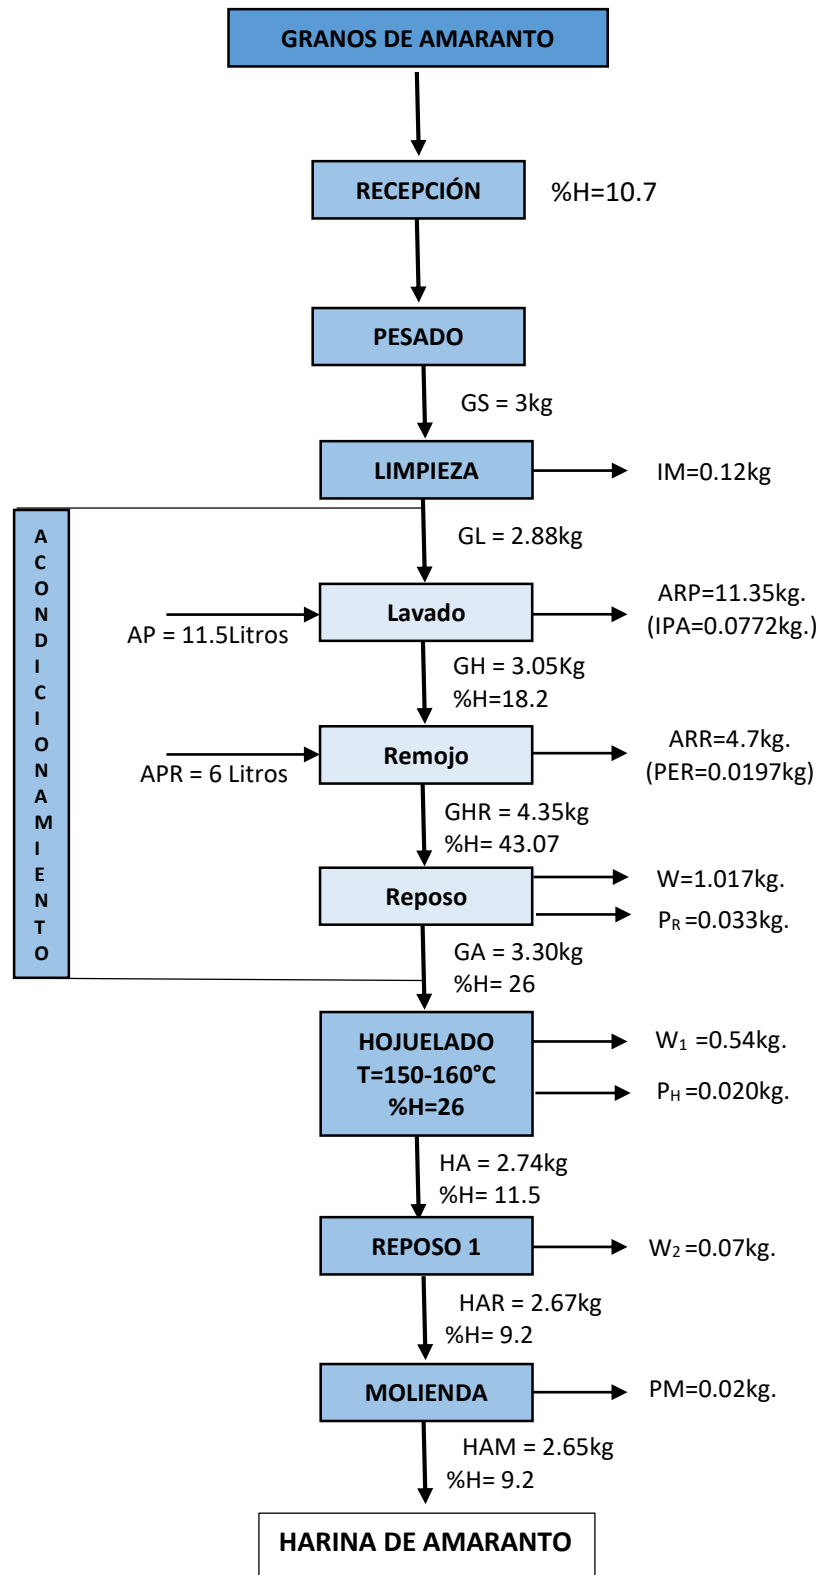 GRANOS DE AMARANTO
RECEPCIÓN
%H=10.7
PESADO
GS = 3kg
LIMPIEZA
IM=0.12kg
ACONDICIONAMIENTO
GL = 2.88kg
AP = 11.5Litros
Lavado
ARP=11.35kg.
(IPA=0.0772kg.)
GH = 3.05Kg
%H=18.2
APR = 6 Litros
Remojo
ARR=4.7kg.
(PER=0.0197kg)
GHR = 4.35kg
%H= 43.07
Reposo
W=1.017kg.
PR =0.033kg.
GA = 3.30kg
%H= 26
HOJUELADO
T=150-160°C
%H=26
W1 =0.54kg.
PH =0.020kg.
HA = 2.74kg
%H= 11.5
REPOSO 1
W2 =0.07kg.
HAR = 2.67kg
%H= 9.2
MOLIENDA
PM=0.02kg.
HAM = 2.65kg
%H= 9.2
HARINA DE AMARANTO